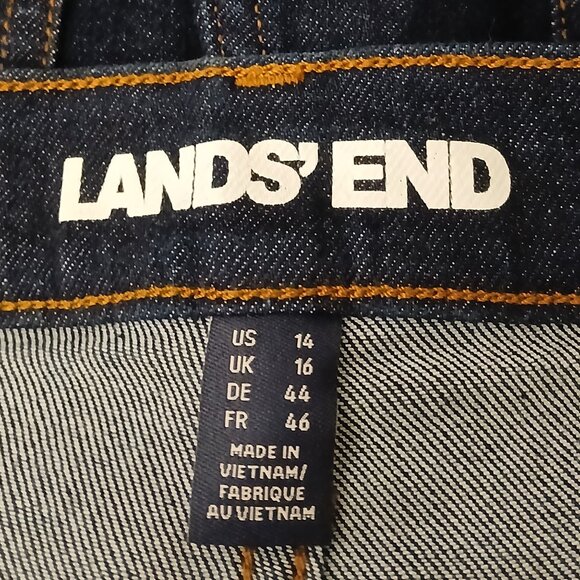 LANDS' END
US 14
UK 16
DE 44
FR 46
MADE IN
VIETNAM/
FABRIQUE
AU VIETNAM